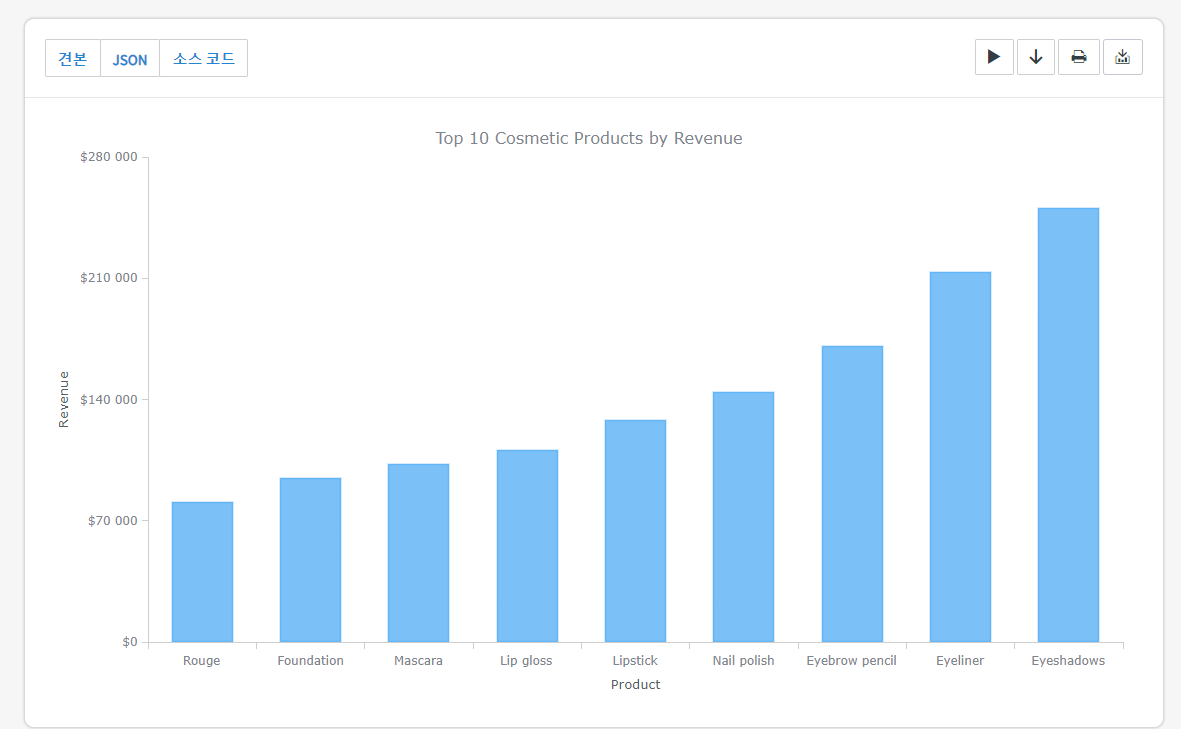 견본 JSON 소스 코드
Top 10 Cosmetic Products by Revenue
$280 000
$210 000
$140 000
$70 000
$0
Revenue
Rouge Foundation Mascara Lip gloss Lipstick Nail polish Eyebrow pencil Eyeliner Eyeshadows
Product